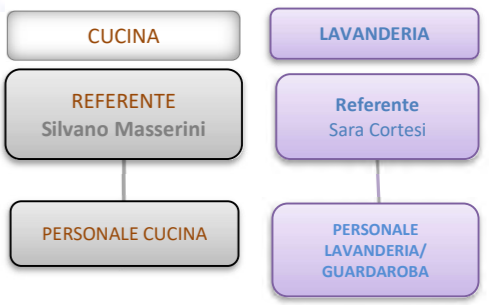 CUCINA
REFERENTE
Silvano Masserini
PERSONALE CUCINA
LAVANDERIA
Referente
Sara Cortesi
PERSONALE
LAVANDERIA/
GUARDAROBA